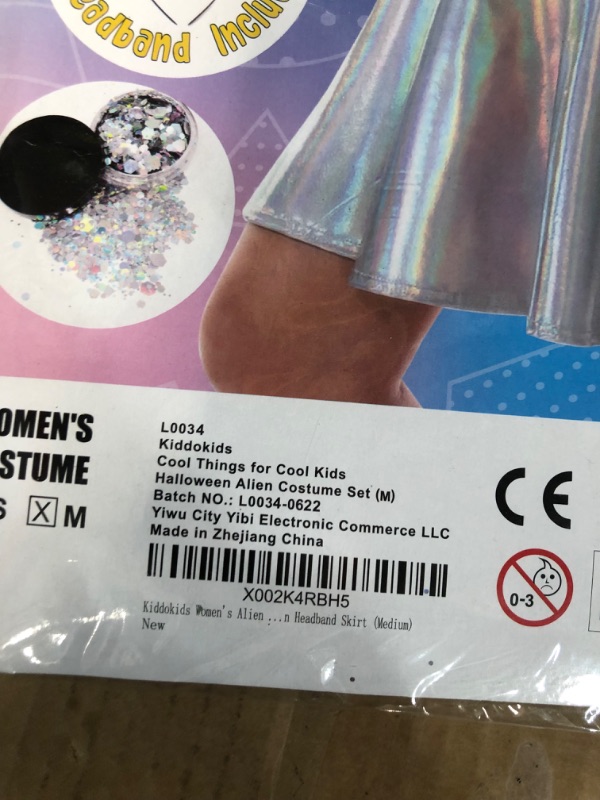 eadband Inclu
OMEN'S
STUME
S X M
L0034
Kiddokids
Cool Things for Cool Kids
Halloween Alien Costume Set (M)
Batch NO.: L0034-0622
Yiwu City Yibi Electronic Commerce LLC
Made in Zhejiang China
X002K4RBH5
Kiddokids Women's Alien ...n Headband Skirt (Medium)
New
CE
0-3